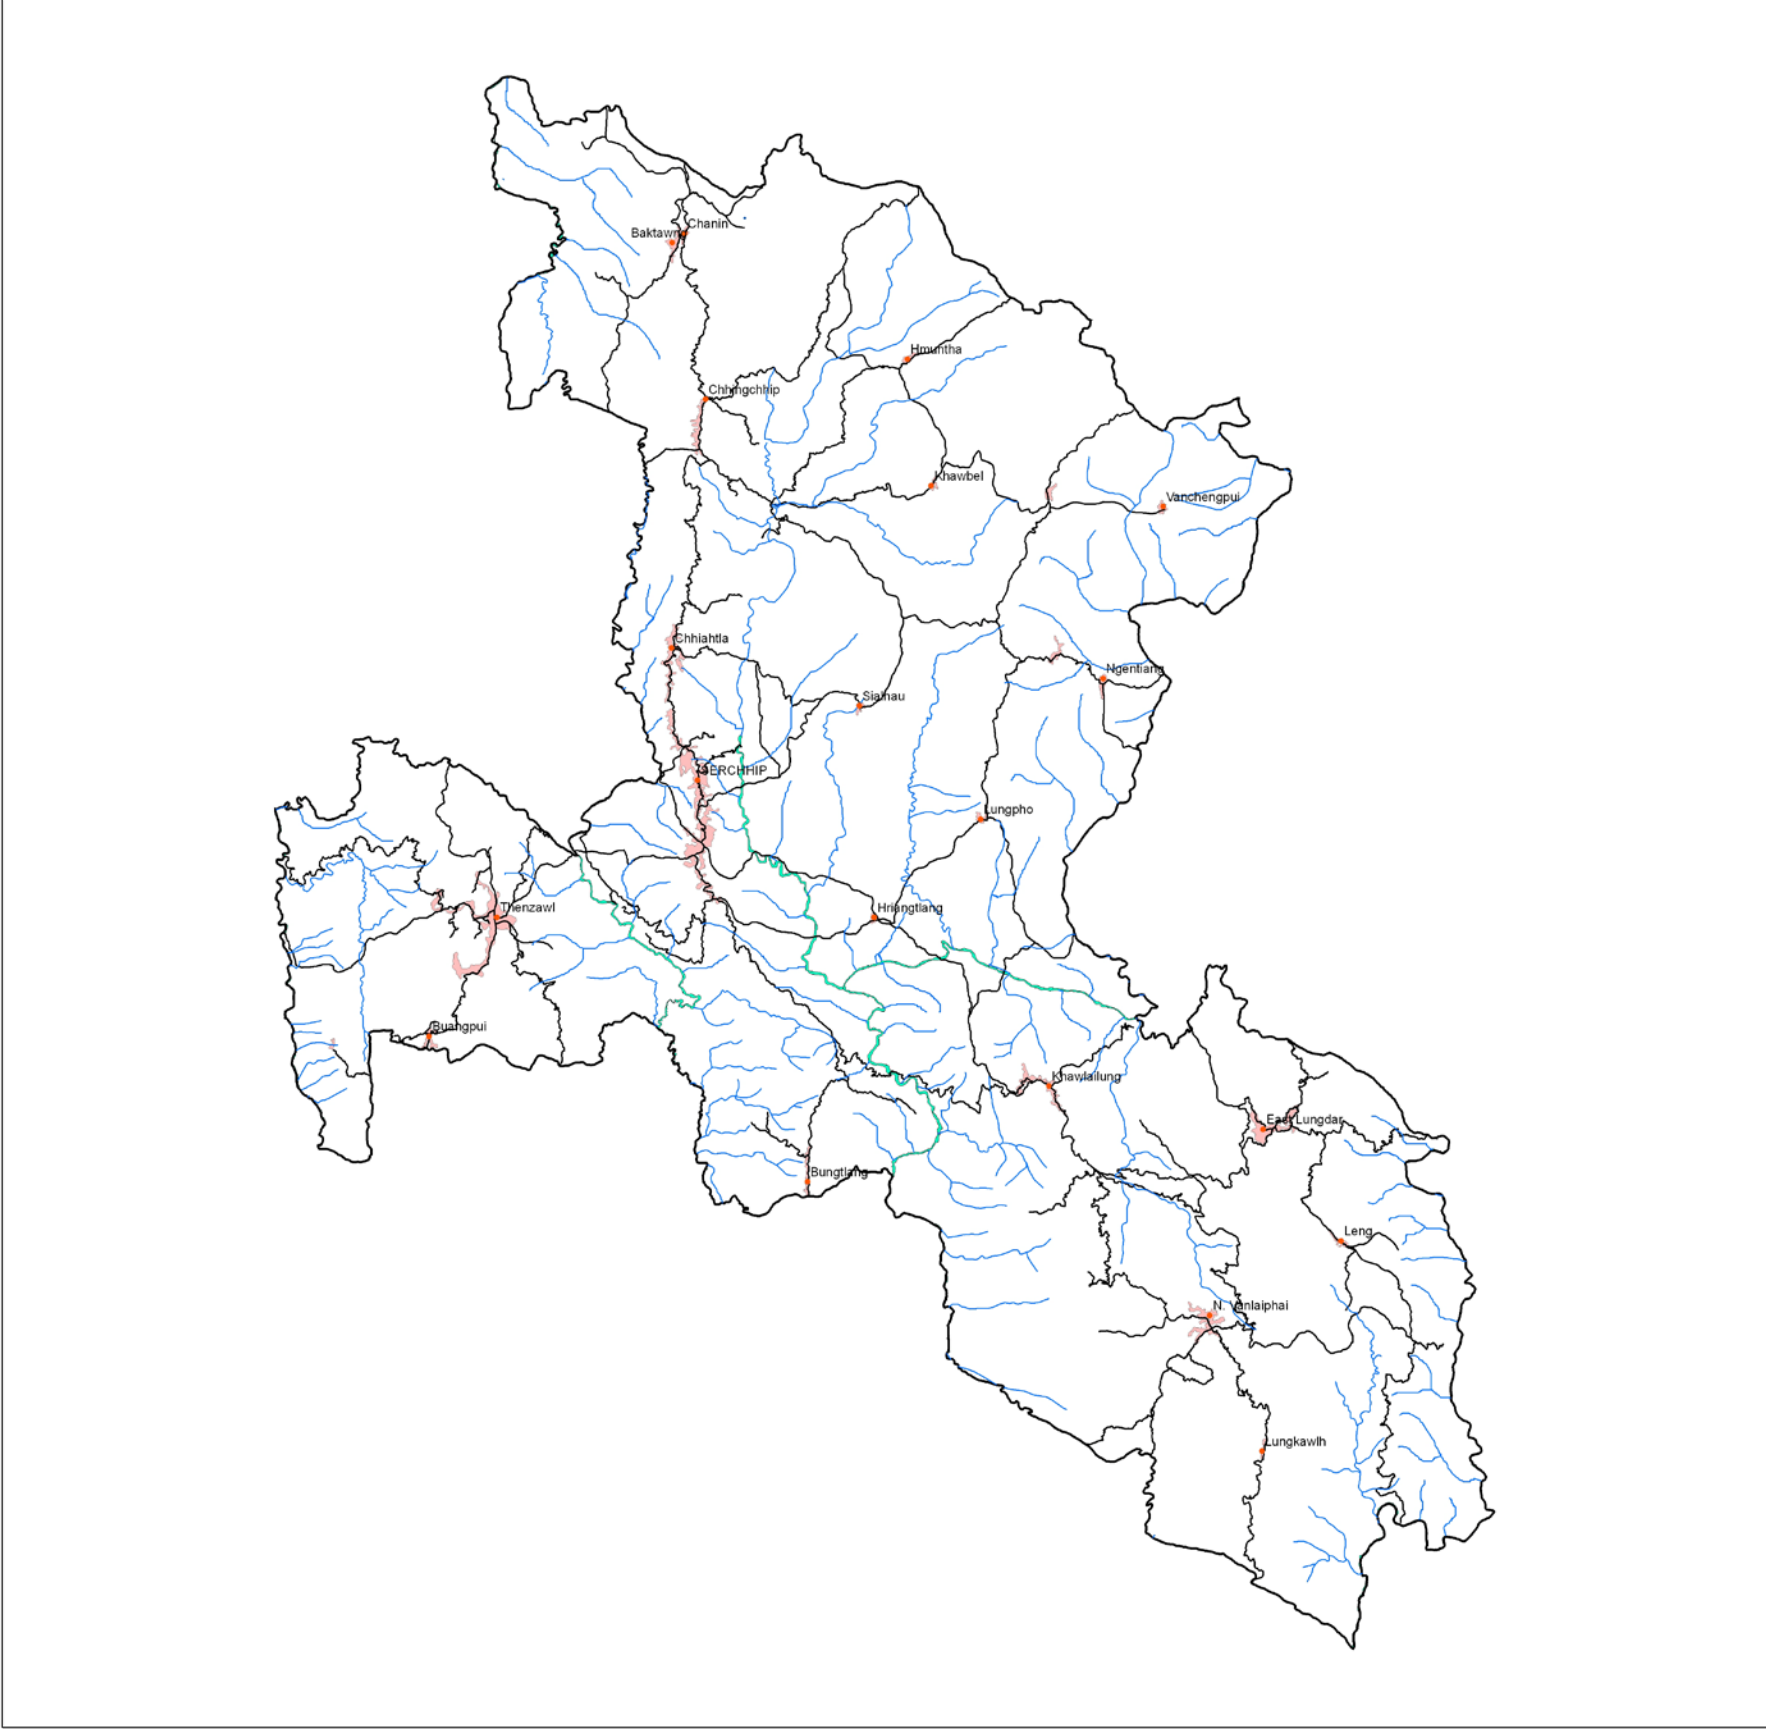 Chanin
Baktawn
Hmuntha
Chhingchhip
Khawbel
Vanchengpui
Chhiahtla
Ngentiang
Sialhau
SERCHHIP
Lungpho
Thenzawl
Hriangtlang
Buangpui
Khawlailung
East Lungdar
Bungtlang
Leng
N. Vanlaiphai
Lungkawlh